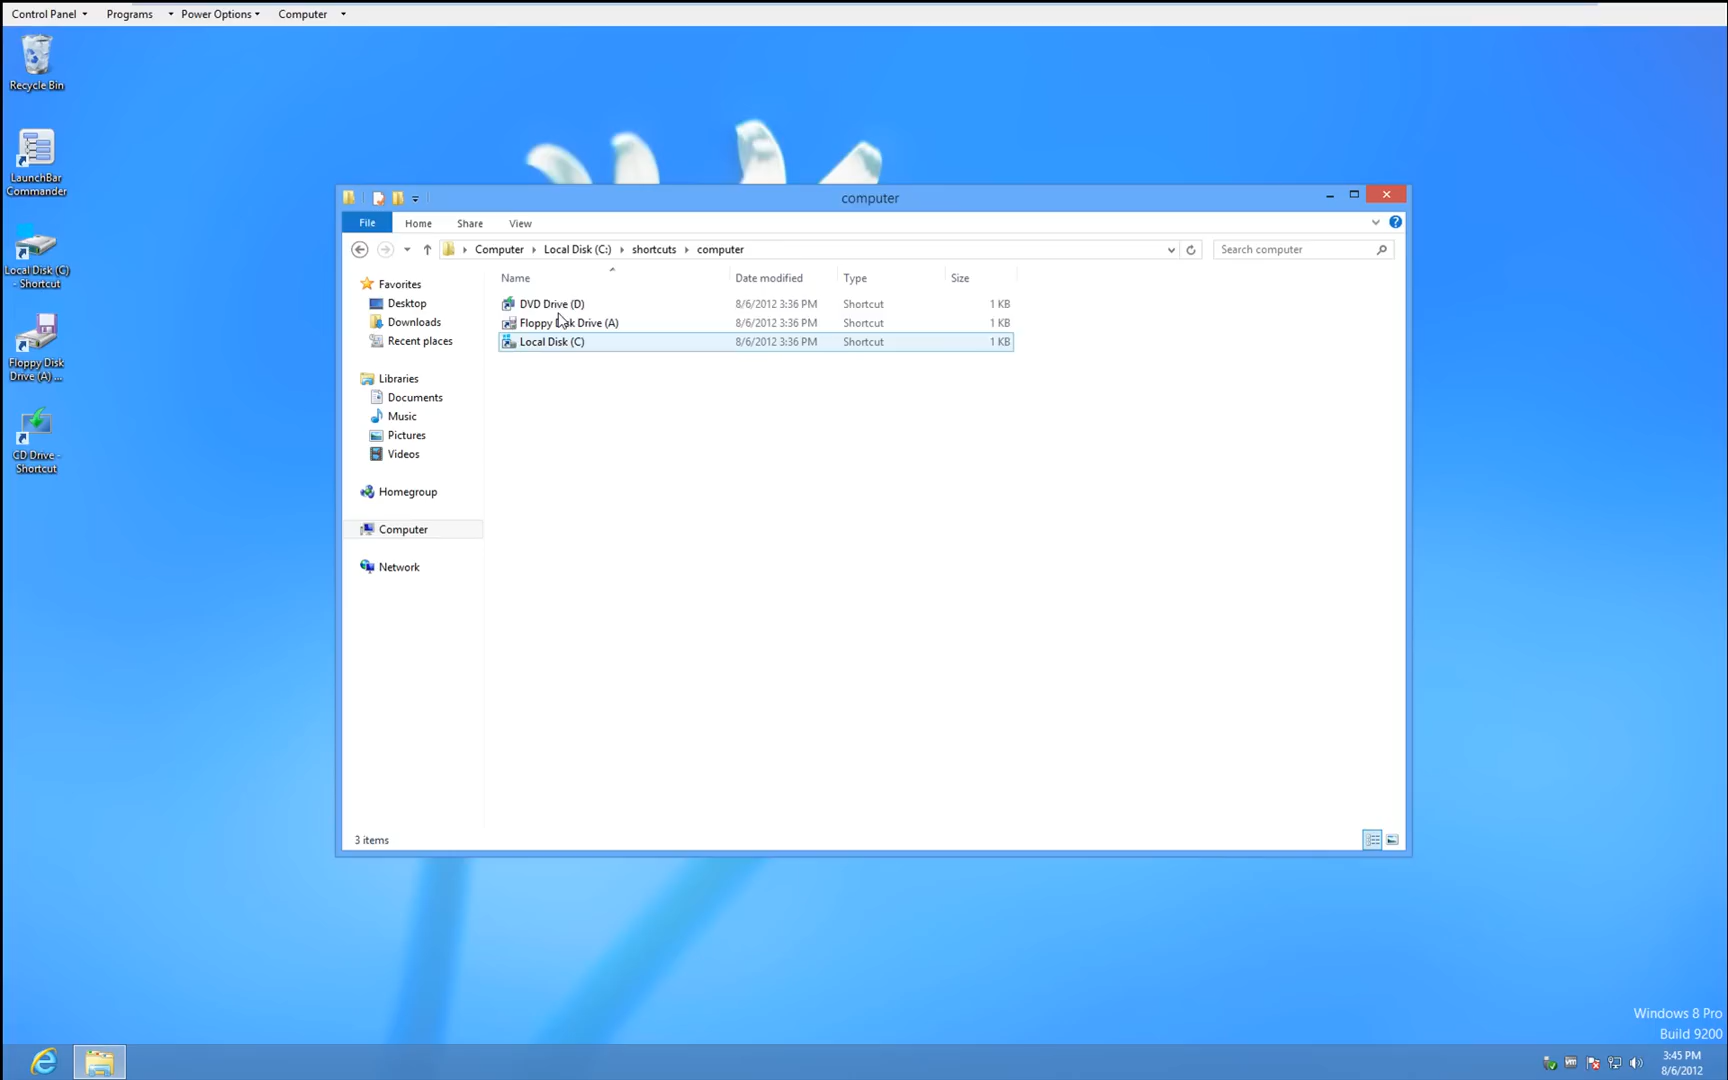 Control Panel Programs Power Options Computer
Recycle Bin
LaunchBar
Commander
Local Disk (C)
- Shortcut
Floppy Disk
Drive (A) ...
CD Drive -
Shortcut
computer
File Home Share View
Computer Local Disk (C:) shortcuts computer
Search computer
Favorites
Desktop
Downloads
Recent places
Libraries
Documents
Music
Pictures
Videos
Homegroup
Computer
Network
Name Date modified Type Size
DVD Drive (D) 8/6/2012 3:36 PM Shortcut 1 KB
Floppy Disk Drive (A) 8/6/2012 3:36 PM Shortcut 1 KB
Local Disk (C) 8/6/2012 3:36 PM Shortcut 1 KB
3 items
Windows 8 Pro
Build 9200
3:45 PM
8/6/2012